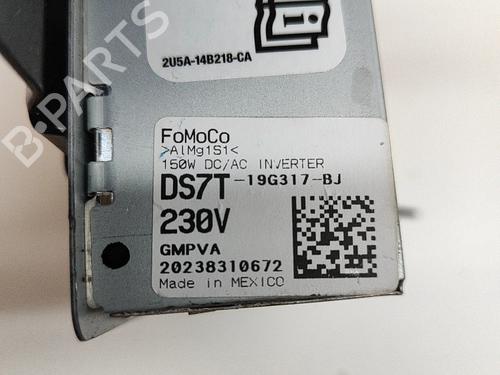 2U5A-14B218-CA
FoMoCo
>AlMg1S1<
150W DC/AC INVERTER
DS7T-19G317-BJ
230V
GMPVA
20238310672
Made in MEXICO
B-PARTS